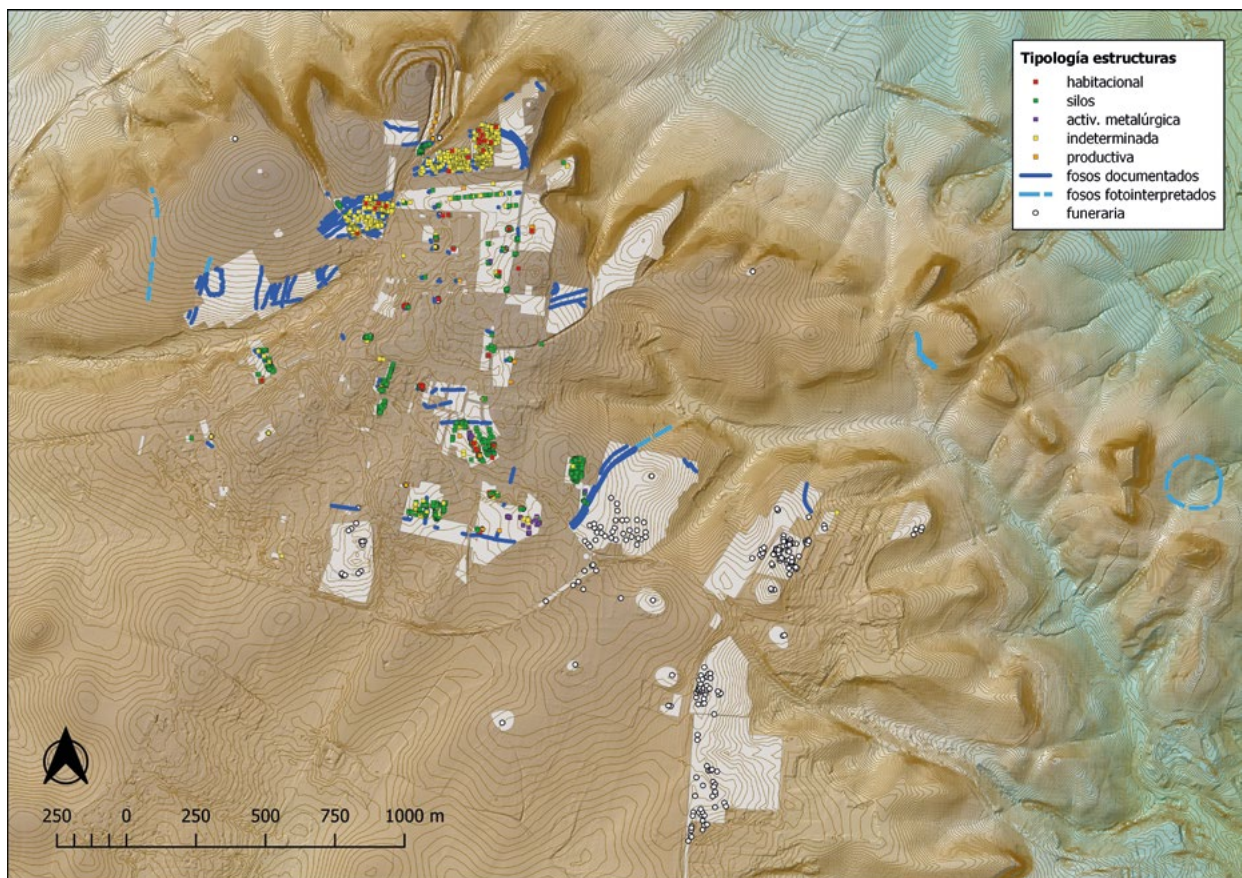 Tipología estructuras
habitacional
silos
activ. metalúrgica
indeterminada
productiva
fosos documentados
fosos fotointerpretados
funeraria
250 0 250 500 750 1000 m